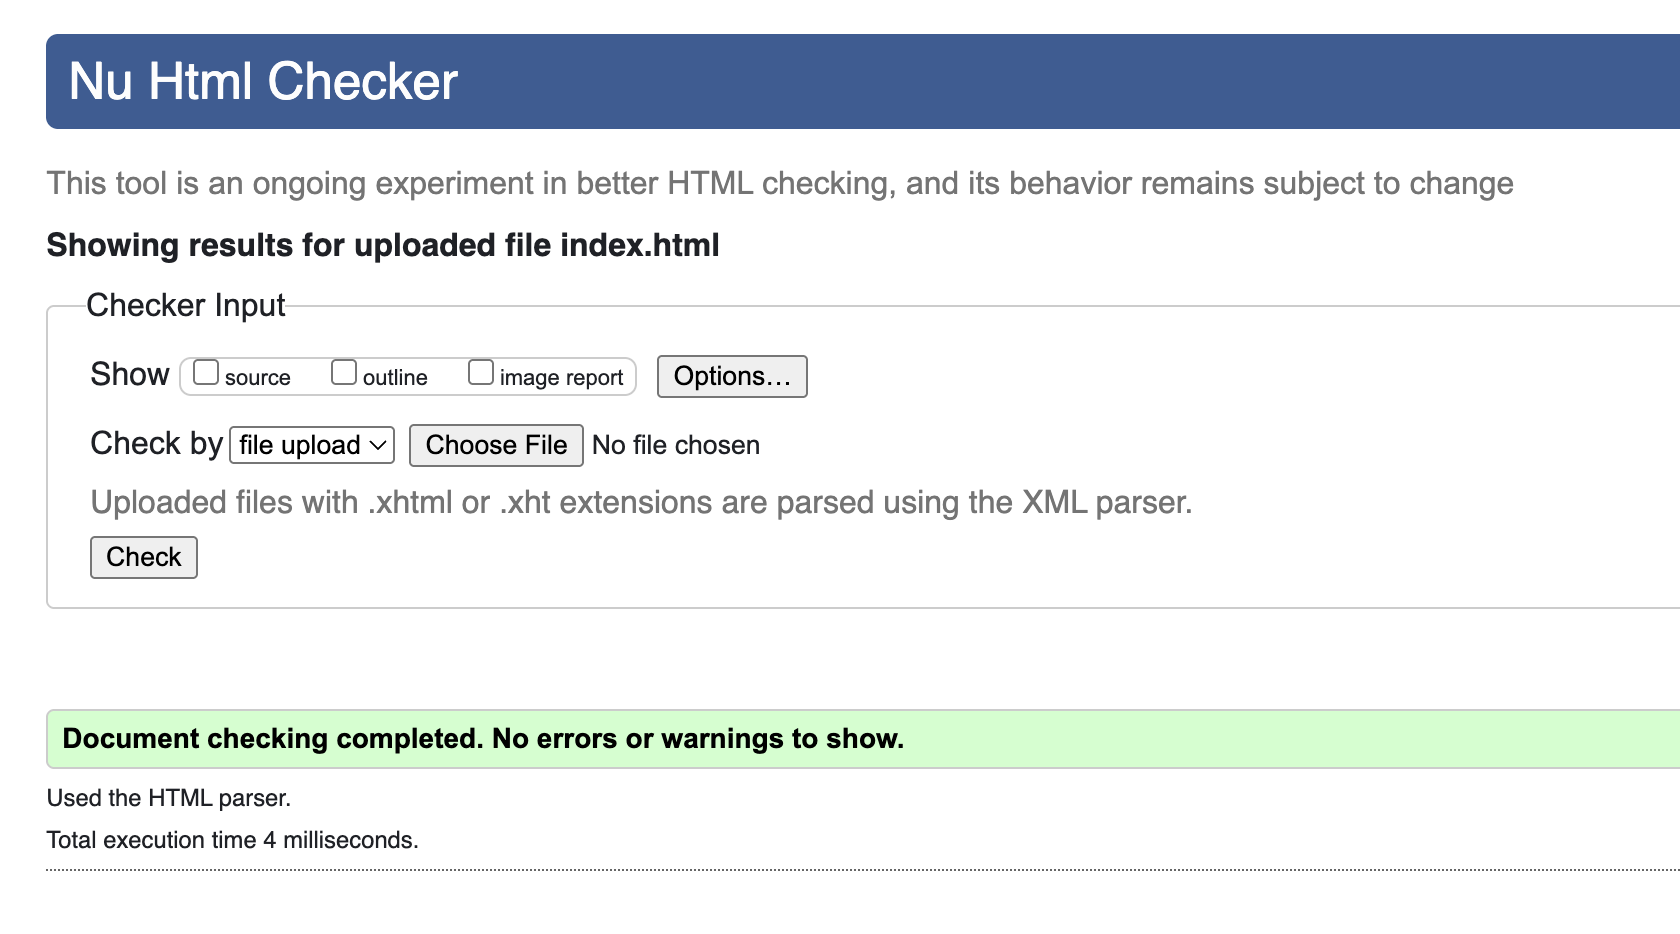 Nu Html Checker
This tool is an ongoing experiment in better HTML checking, and its behavior remains subject to change
Showing results for uploaded file index.html
Checker Input
Show source outline image report Options…
Check by file upload Choose File No file chosen
Uploaded files with .xhtml or .xht extensions are parsed using the XML parser.
Check
Document checking completed. No errors or warnings to show.
Used the HTML parser.
Total execution time 4 milliseconds.